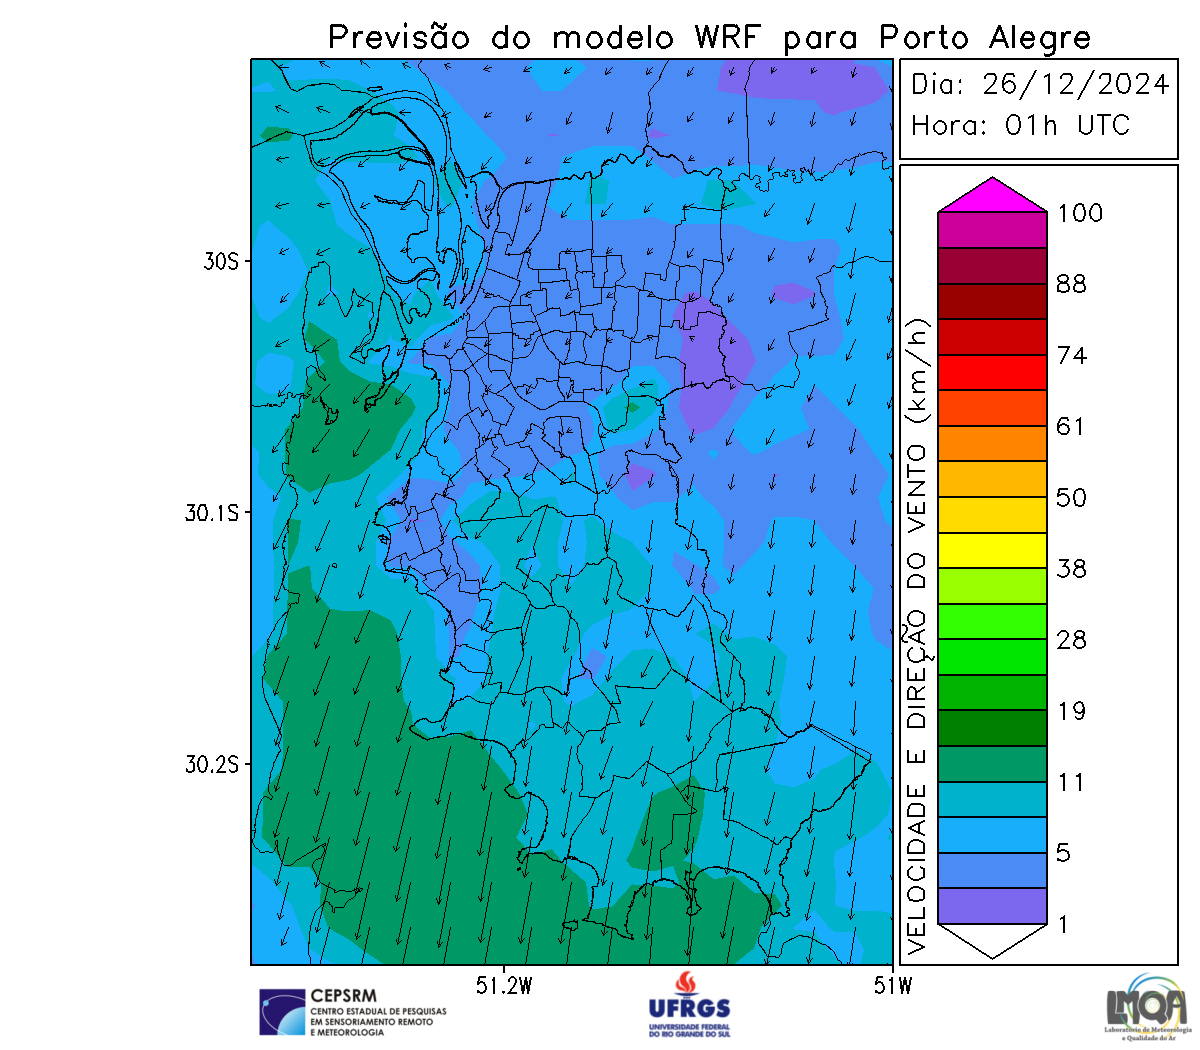 Previsão do modelo WRF para Porto Alegre
Dia: 26/12/2024
Hora: 01h UTC
30S
30.1S
30.2S
51.2W
51W
VELOCIDADE E DIREÇÃO DO VENTO (km/h)
100
88
74
61
50
38
28
19
11
5
1
CEPSRM
CENTRO ESTADUAL DE PESQUISAS
EM SENSORIAMENTO REMOTO
E METEOROLOGIA
UFRGS
UNIVERSIDADE FEDERAL
DO RIO GRANDE DO SUL
LMQA
Laboratório de Meteorologia
e Qualidade do Ar